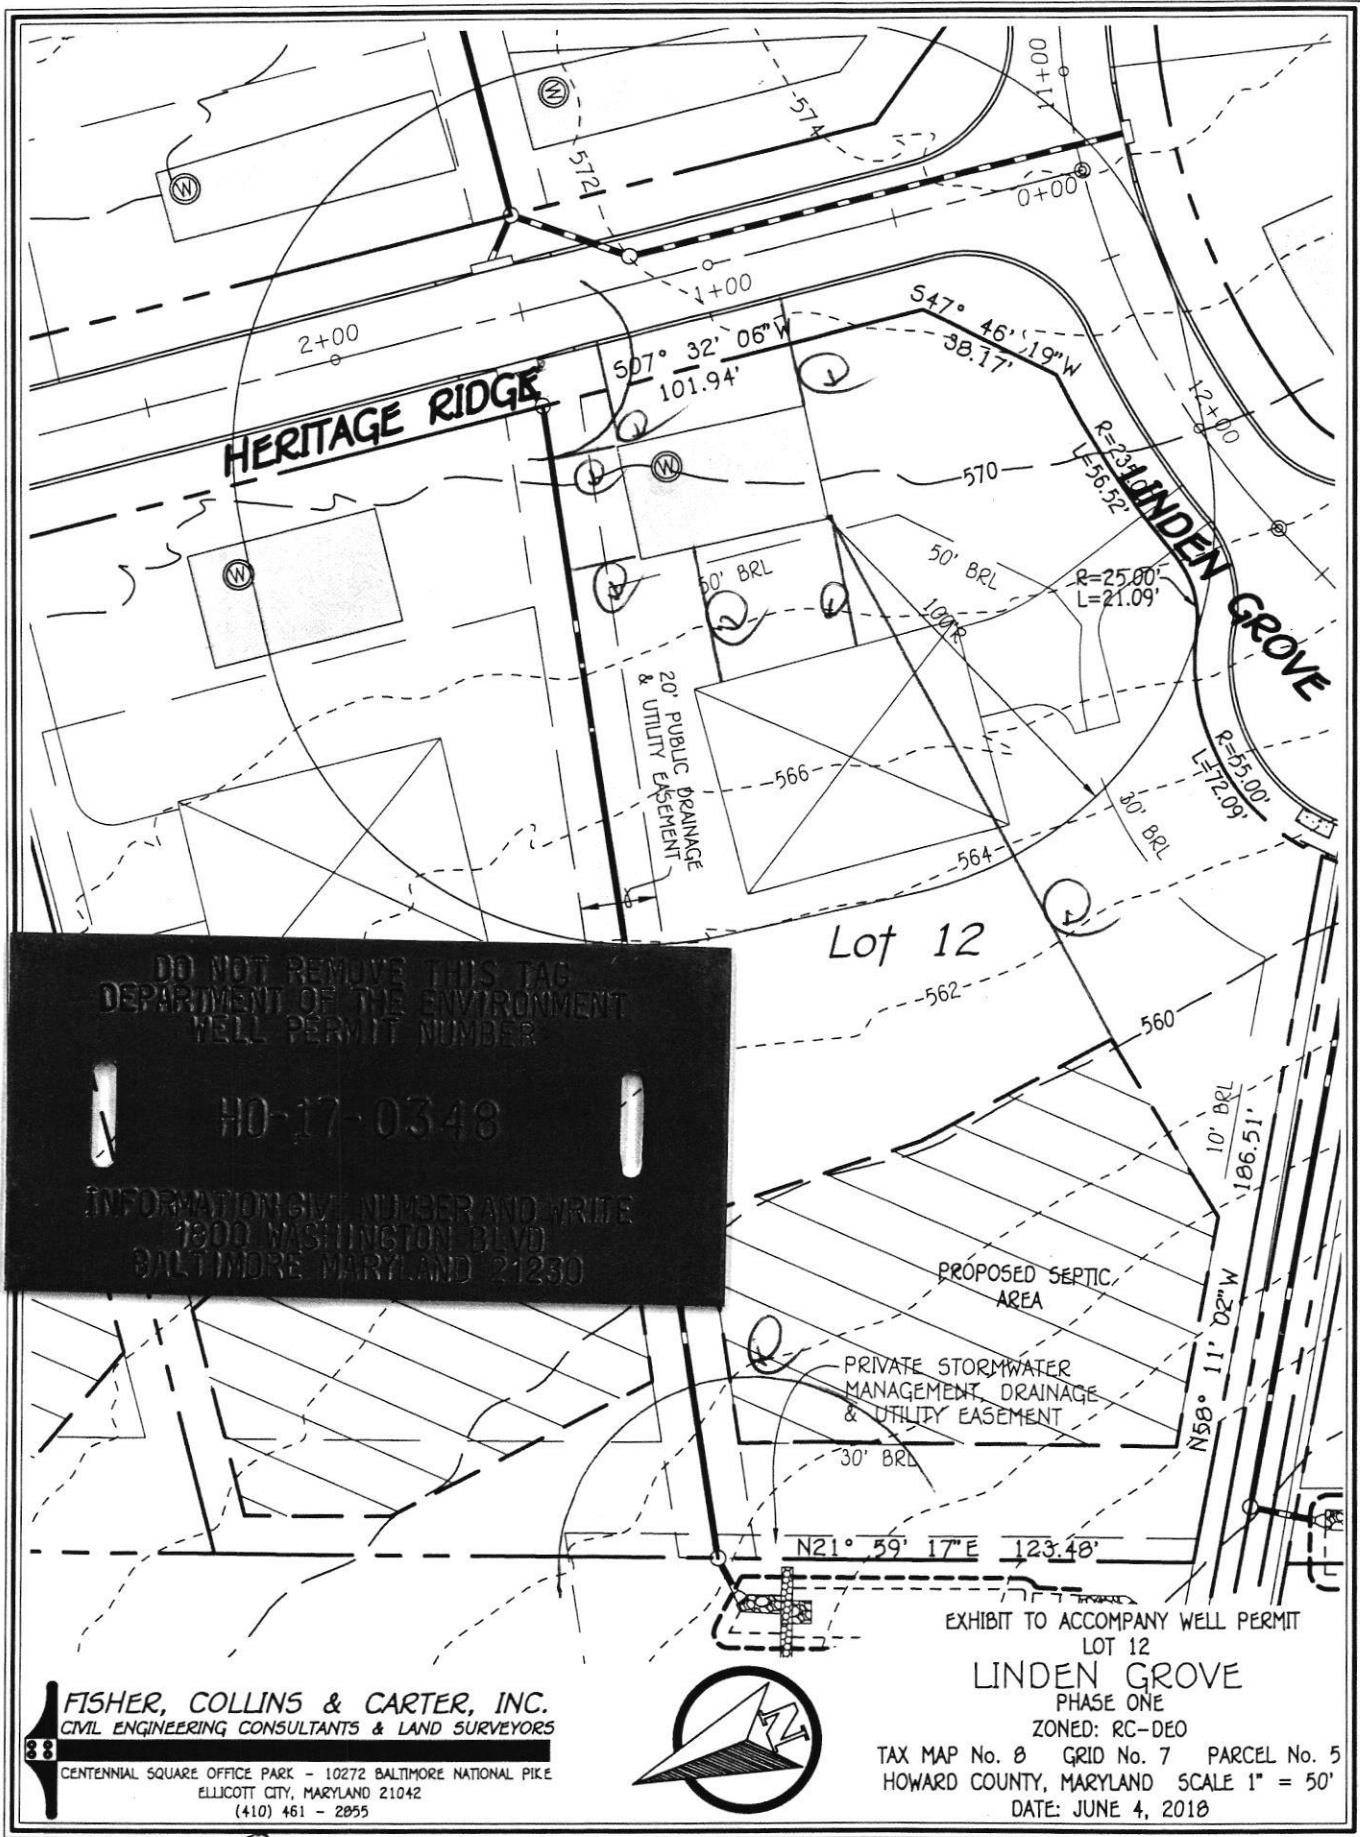 W
W
572
574
11+00
0+00
1+00
2+00
S07° 32' 06"W
101.94'
S47° 46' 19"W
38.17'
12+00
HERITAGE RIDGE
W
570
L=56.52'
LINDEN GROVE
W
50' BRL
50' BRL
R=25.00'
L=21.09'
100'R
20' PUBLIC DRAINAGE
& UTILITY EASEMENT
566
R=55.00'
L=72.09'
30' BRL
564
Lot 12
562
560
DO NOT REMOVE THIS TAG
DEPARTMENT OF THE ENVIRONMENT
WELL PERMIT NUMBER
HO-17-0348
INFORMATION GIVE NUMBER AND WRITE
1800 WASHINGTON BLVD
BALTIMORE MARYLAND 21230
10' BRL
N58° 11' 02"W 186.51'
PROPOSED SEPTIC
AREA
PRIVATE STORMWATER
MANAGEMENT, DRAINAGE
& UTILITY EASEMENT
30' BRL
N21° 59' 17"E 123.48'
EXHIBIT TO ACCOMPANY WELL PERMIT
LOT 12
LINDEN GROVE
PHASE ONE
ZONED: RC-DEO
TAX MAP No. 8 GRID No. 7 PARCEL No. 5
HOWARD COUNTY, MARYLAND SCALE 1" = 50'
DATE: JUNE 4, 2018
FISHER, COLLINS & CARTER, INC.
CIVIL ENGINEERING CONSULTANTS & LAND SURVEYORS
CENTENNIAL SQUARE OFFICE PARK - 10272 BALTIMORE NATIONAL PIKE
ELLICOTT CITY, MARYLAND 21042
(410) 461 - 2855
N